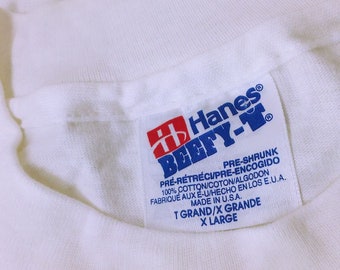 Hanes®
BEEFY-T®
PRE-SHRUNK
PRÉ-RÉTRÉCI/PRE-ENCOGIDO
100% COTTON/COTON/ALGODON
FABRIQUÉ AUX É-U/HECHO EN LOS E.U.A.
MADE IN U.S.A.
T GRAND/X GRANDE
X LARGE